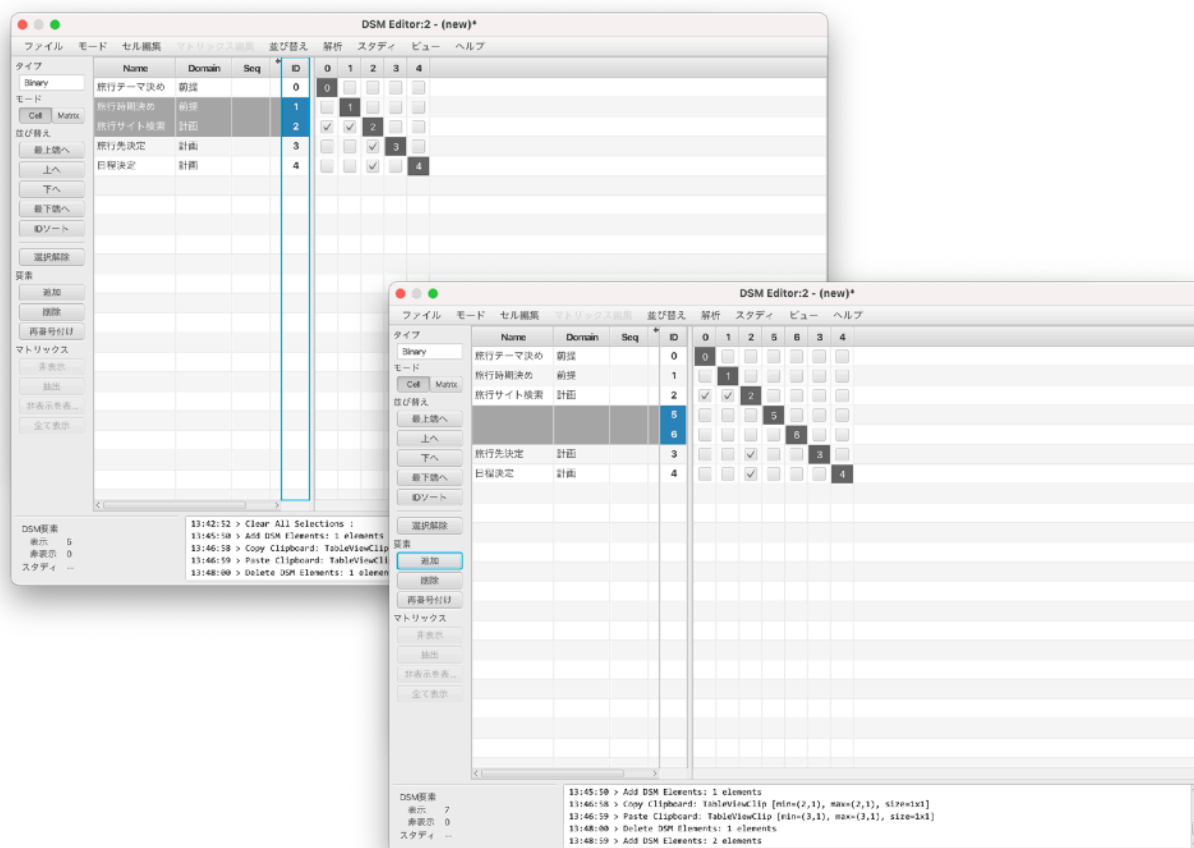 DSM Editor:2 - (new)*
ファイル モード セル編集 マトリックス編集 並び替え 解析 スタディ ビュー ヘルプ
タイプ
Binary
モード
Cell Matrix
並び替え
最上端へ
上へ
下へ
最下端へ
IDソート
選択解除
要素
追加
削除
再番号付け
マトリックス
非表示
抽出
非表示を表...
全て表示
Name Domain Seq ID 0 1 2 3 4
旅行テーマ決め 前提 0 0
旅行時期決め 前提 1 1
旅行サイト検索 計画 2 2
旅行先決定 計画 3 3
日程決定 計画 4 4
DSM要素
表示 5
非表示 0
スタディ --
13:42:52 > Clear All Selections :
13:45:50 > Add DSM Elements: 1 elements
13:46:58 > Copy Clipboard: TableViewClip
13:46:59 > Paste Clipboard: TableViewCli
13:48:00 > Delete DSM Elements: 1 elemen
DSM Editor:2 - (new)*
ファイル モード セル編集 マトリックス編集 並び替え 解析 スタディ ビュー ヘルプ
タイプ
Binary
モード
Cell Matrix
並び替え
最上端へ
上へ
下へ
最下端へ
IDソート
選択解除
要素
追加
削除
再番号付け
マトリックス
非表示
抽出
非表示を表...
全て表示
Name Domain Seq ID 0 1 2 5 6 3 4
旅行テーマ決め 前提 0 0
旅行時期決め 前提 1 1
旅行サイト検索 計画 2 2
5 5
6 6
旅行先決定 計画 3 3
日程決定 計画 4 4
DSM要素
表示 7
非表示 0
スタディ --
13:45:50 > Add DSM Elements: 1 elements
13:46:58 > Copy Clipboard: TableViewClip [min=(2,1), max=(2,1), size=1x1]
13:46:59 > Paste Clipboard: TableViewClip [min=(3,1), max=(3,1), size=1x1]
13:48:00 > Delete DSM Elements: 1 elements
13:48:59 > Add DSM Elements: 2 elements